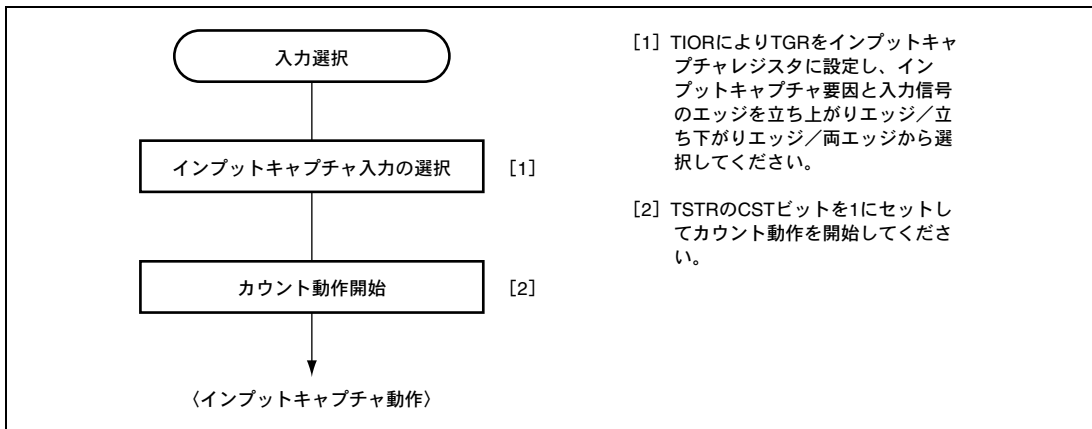 入力選択
インプットキャプチャ入力の選択 [1]
カウント動作開始 [2]
〈インプットキャプチャ動作〉
[1] TIORによりTGRをインプットキャ
プチャレジスタに設定し、イン
プットキャプチャ要因と入力信号
のエッジを立ち上がりエッジ／立
ち下がりエッジ／両エッジから選
択してください。
[2] TSTRのCSTビットを1にセットし
てカウント動作を開始してくださ
い。